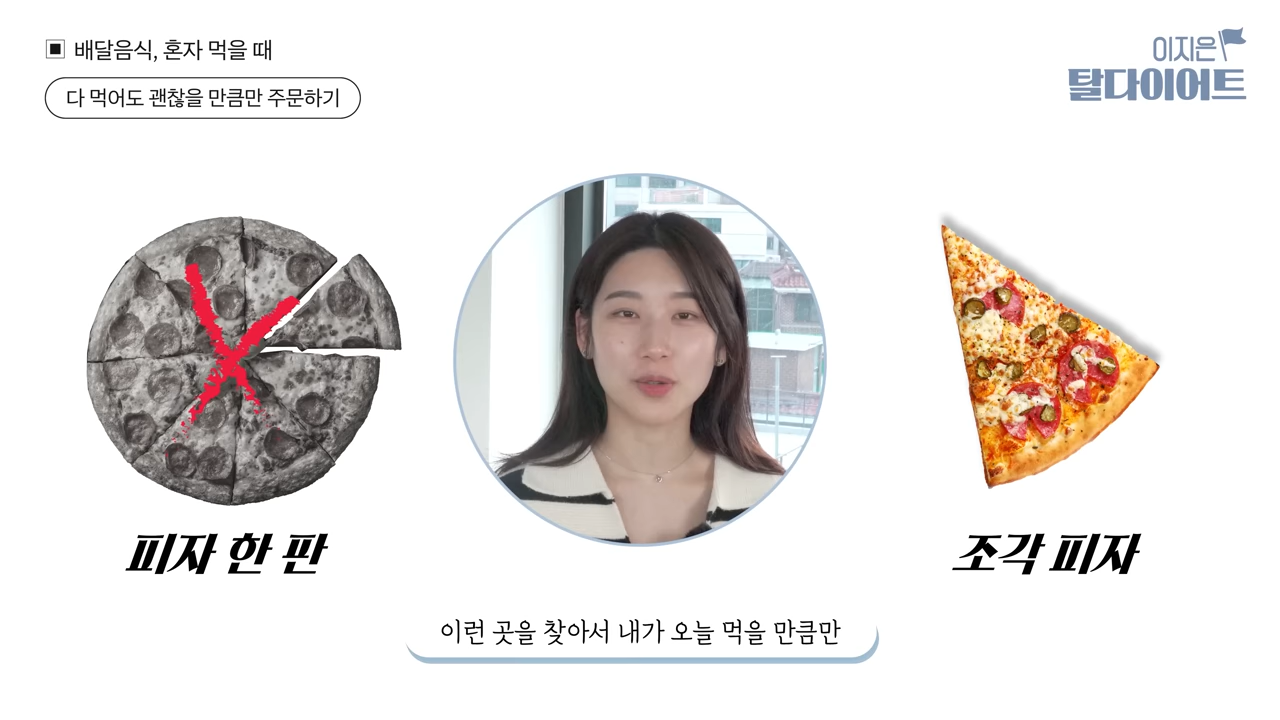 배달음식, 혼자 먹을 때
다 먹어도 괜찮을 만큼만 주문하기
이지은
탈다이어트
피자 한 판
조각 피자
이런 곳을 찾아서 내가 오늘 먹을 만큼만